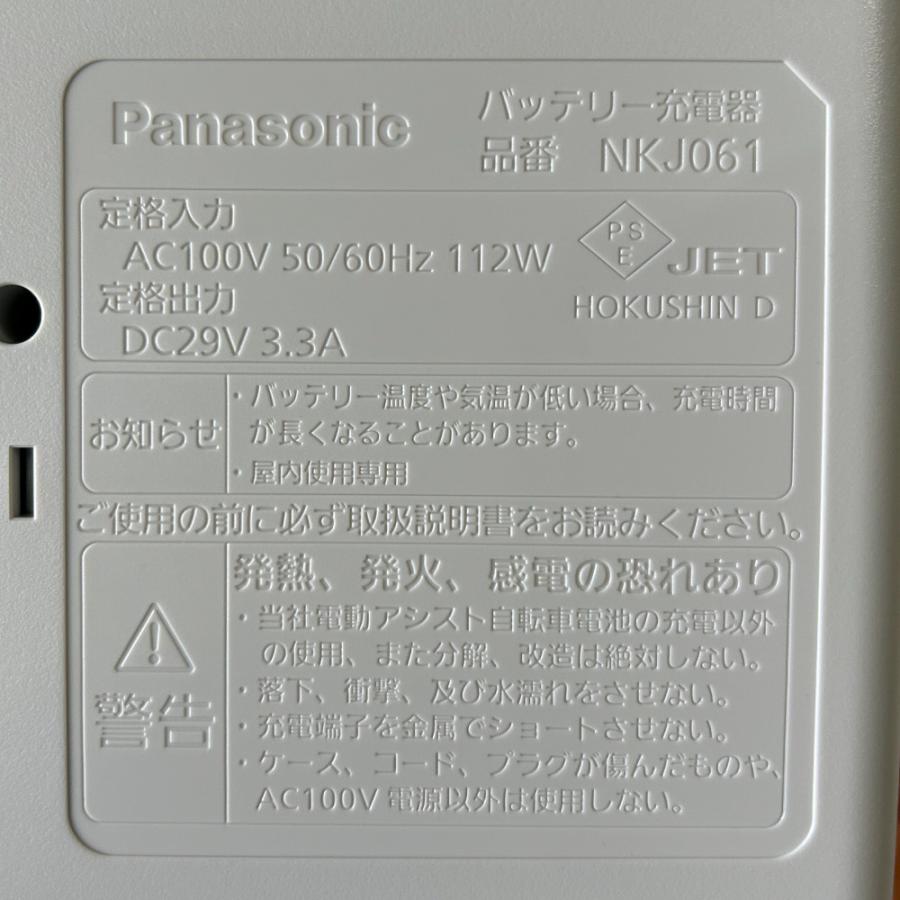 Panasonic
バッテリー充電器
品番 NKJ061
定格入力
AC100V 50/60Hz 112W
定格出力
DC29V 3.3A
PS
E
JET
HOKUSHIN D
お知らせ
・バッテリー温度や気温が低い場合、充電時間
が長くなることがあります。
・屋内使用専用
ご使用の前に必ず取扱説明書をお読みください。
警告
発熱、発火、感電の恐れあり
・当社電動アシスト自転車電池の充電以外
の使用、また分解、改造は絶対しない。
・落下、衝撃、及び水濡れをさせない。
・充電端子を金属でショートさせない。
・ケース、コード、プラグが傷んだものや、
AC100V電源以外は使用しない。